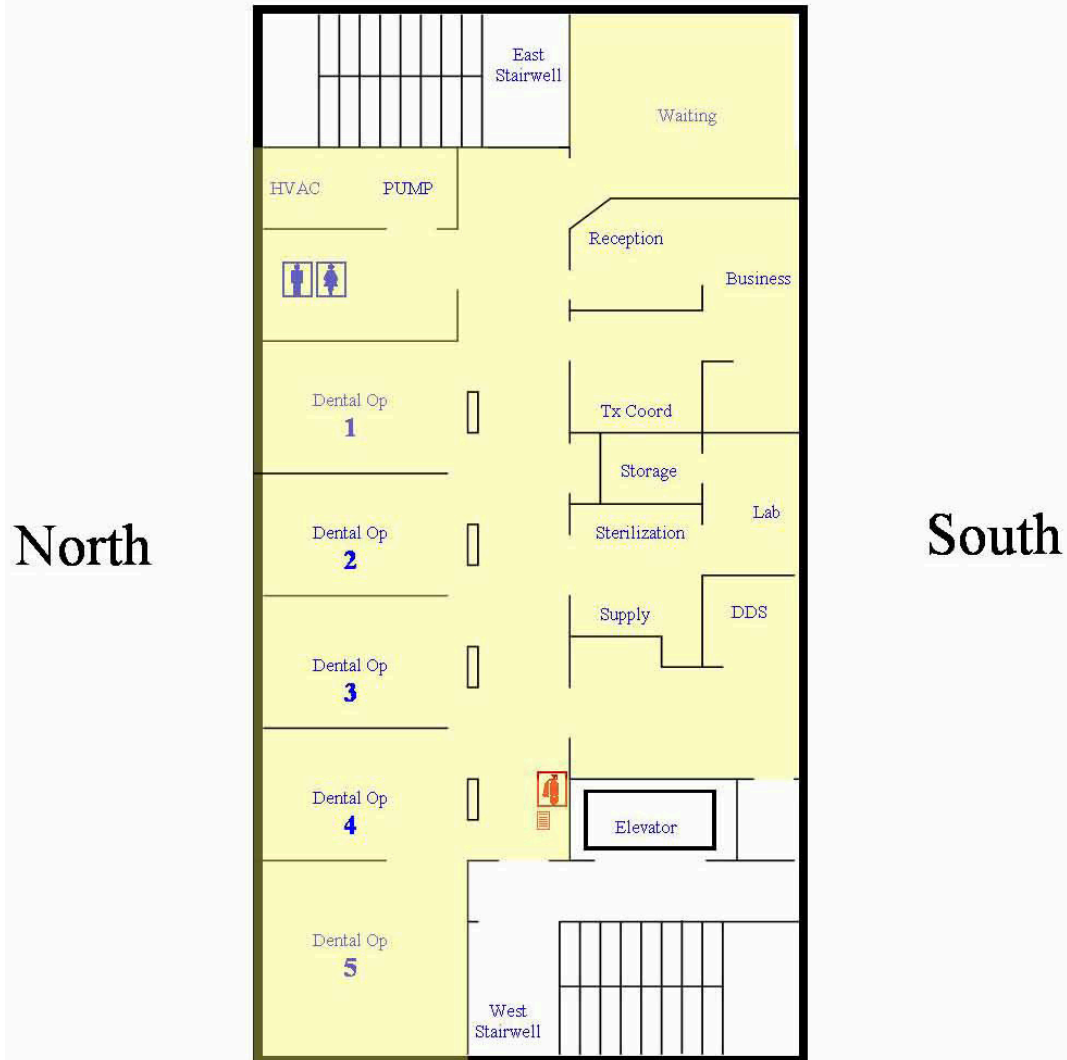 East
Stairwell
Waiting
HVAC
PUMP
Reception
Business
Dental Op
1
Tx Coord
Storage
Lab
North
Dental Op
2
Sterilization
South
Supply
DDS
Dental Op
3
Dental Op
4
Elevator
Dental Op
5
West
Stairwell